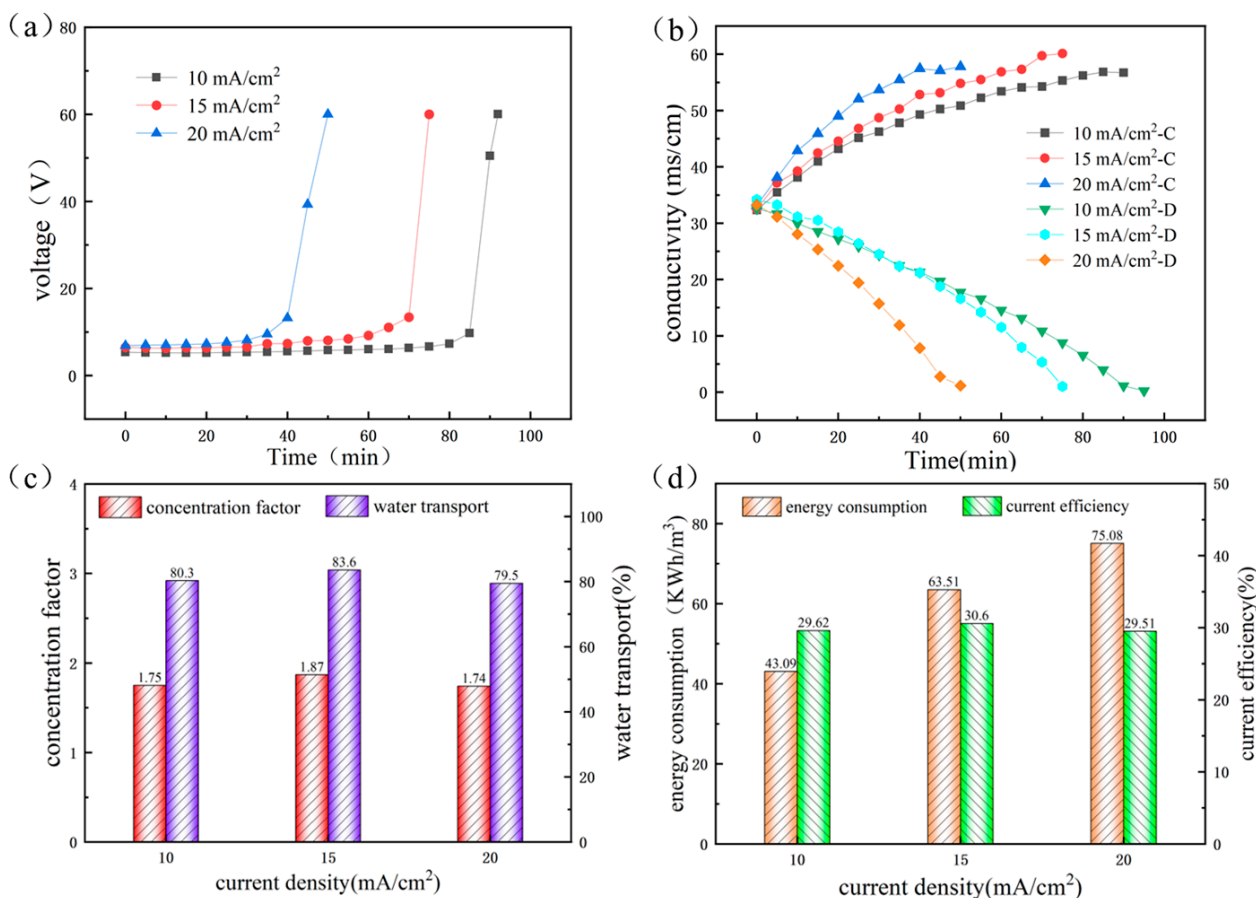 (a)
80
60
40
20
0
voltage（V）
10 mA/cm²
15 mA/cm²
20 mA/cm²
0 20 40 60 80 100
Time（min）
(b)
60
50
40
30
20
10
0
conductivity (ms/cm)
10 mA/cm²-C
15 mA/cm²-C
20 mA/cm²-C
10 mA/cm²-D
15 mA/cm²-D
20 mA/cm²-D
0 20 40 60 80 100
Time(min)
(c)
4
3
2
1
0
concentration factor
concentration factor
water transport
80.3
83.6
79.5
1.75
1.87
1.74
100
80
60
40
20
0
water transport(%)
10 15 20
current density(mA/cm²)
(d)
80
60
40
20
0
energy consumption（KWh/m³）
energy consumption
current efficiency
75.08
63.51
43.09
29.62
30.6
29.51
50
40
30
20
10
0
current efficiency(%)
10 15 20
current density(mA/cm²)